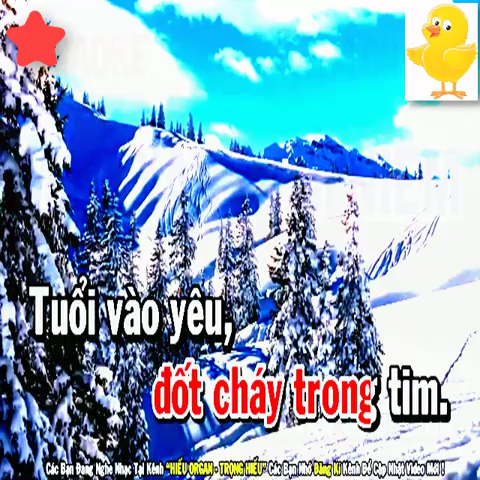 Tuổi vào yêu,
đốt cháy trong tim.
Các Bạn Đang Nghe Nhạc Tại Kênh "HIẾU ORGAN - TRỌNG HIẾU" Các Bạn Nhớ Đăng Kí Kênh Để Cập Nhật Video Mới !